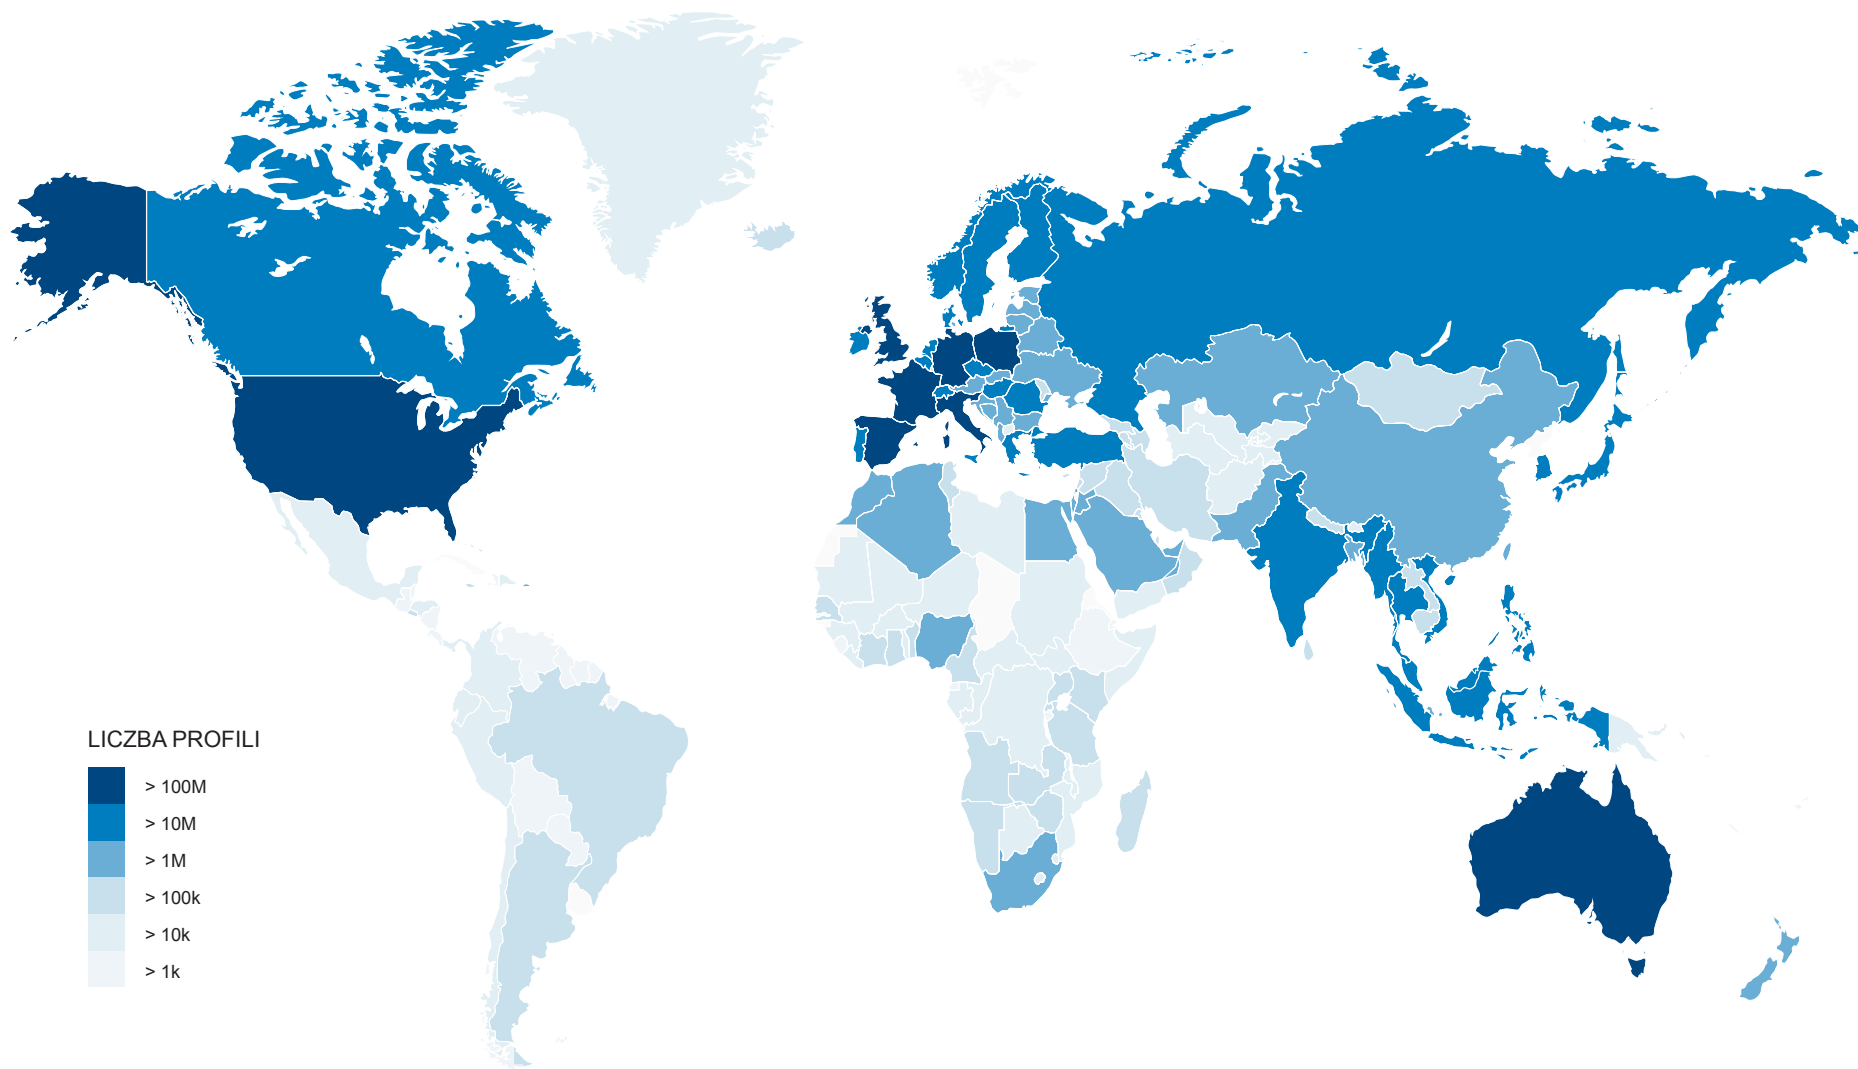 LICZBA PROFILI
> 100M
> 10M
> 1M
> 100k
> 10k
> 1k